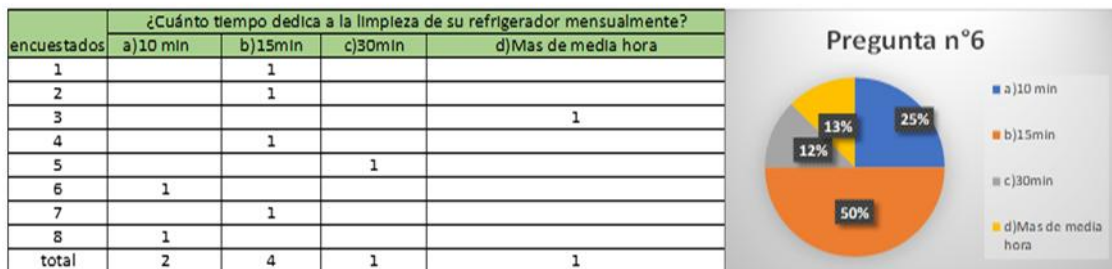 ¿Cuánto tiempo dedica a la limpieza de su refrigerador mensualmente?
encuestados a)10 min b)15min c)30min d)Mas de media hora
1 1
2 1
3 1
4 1
5 1
6 1
7 1
8 1
total 2 4 1 1
Pregunta n°6
25%
13%
12%
50%
a)10 min
b)15min
c)30min
d)Mas de media
hora